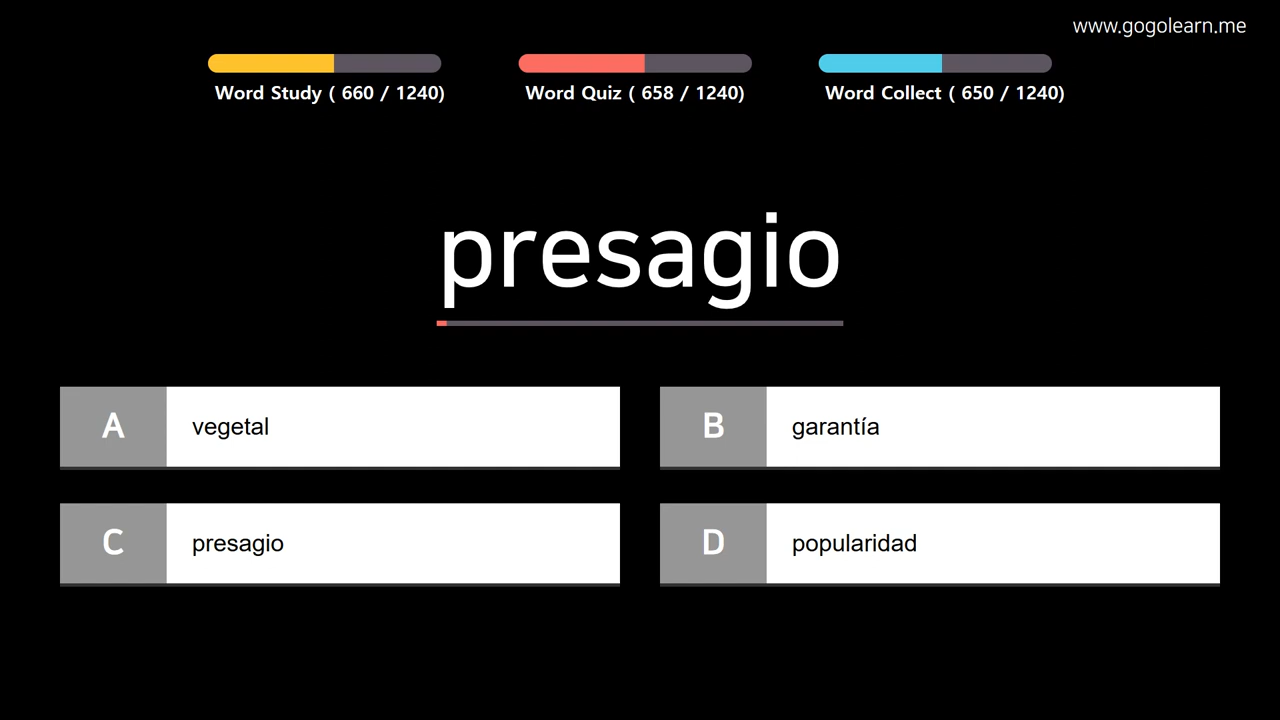 www.gogolearn.me
Word Study ( 660 / 1240)
Word Quiz ( 658 / 1240)
Word Collect ( 650 / 1240)
presagio
A vegetal
B garantía
C presagio
D popularidad